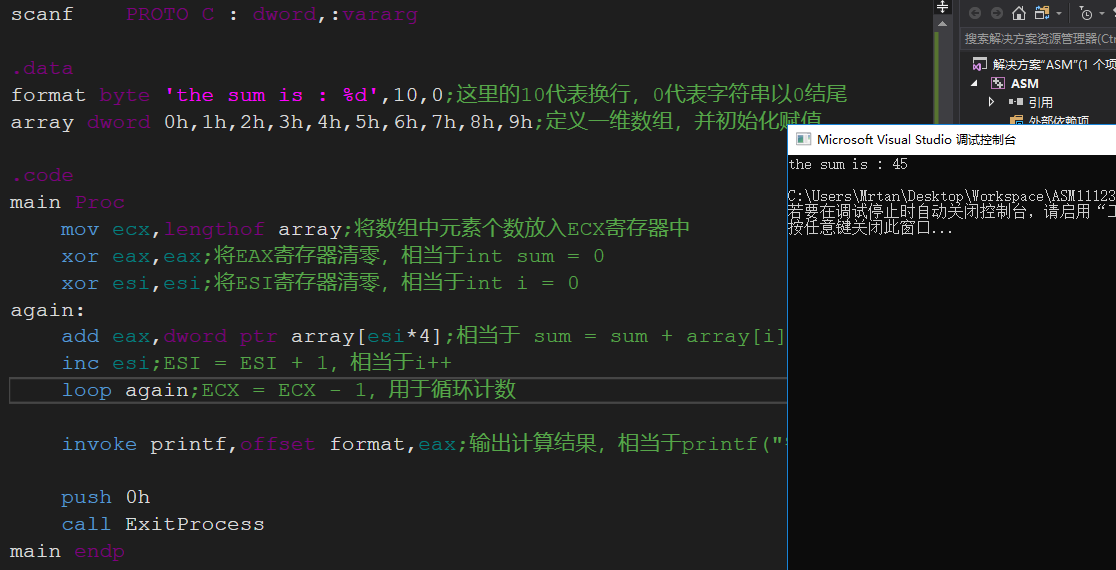 scanf    PROTO C : dword,:vararg
搜索解决方案资源管理器(Ctr
解决方案"ASM"(1 个项
ASM
引用
外部依赖项
.data
format byte 'the sum is : %d',10,0;这里的10代表换行，0代表字符串以0结尾
array dword 0h,1h,2h,3h,4h,5h,6h,7h,8h,9h;定义一维数组，并初始化赋值
.code
main Proc
mov ecx,lengthof array;将数组中元素个数放入ECX寄存器中
xor eax,eax;将EAX寄存器清零，相当于int sum = 0
xor esi,esi;将ESI寄存器清零，相当于int i = 0
again:
add eax,dword ptr array[esi*4];相当于 sum = sum + array[i]
inc esi;ESI = ESI + 1，相当于i++
loop again;ECX = ECX - 1，用于循环计数
invoke printf,offset format,eax;输出计算结果，相当于printf("
push 0h
call ExitProcess
main endp
Microsoft Visual Studio 调试控制台
the sum is : 45
C:\Users\Mrtan\Desktop\Workspace\ASM11123
若要在调试停止时自动关闭控制台，请启用“工
按任意键关闭此窗口...